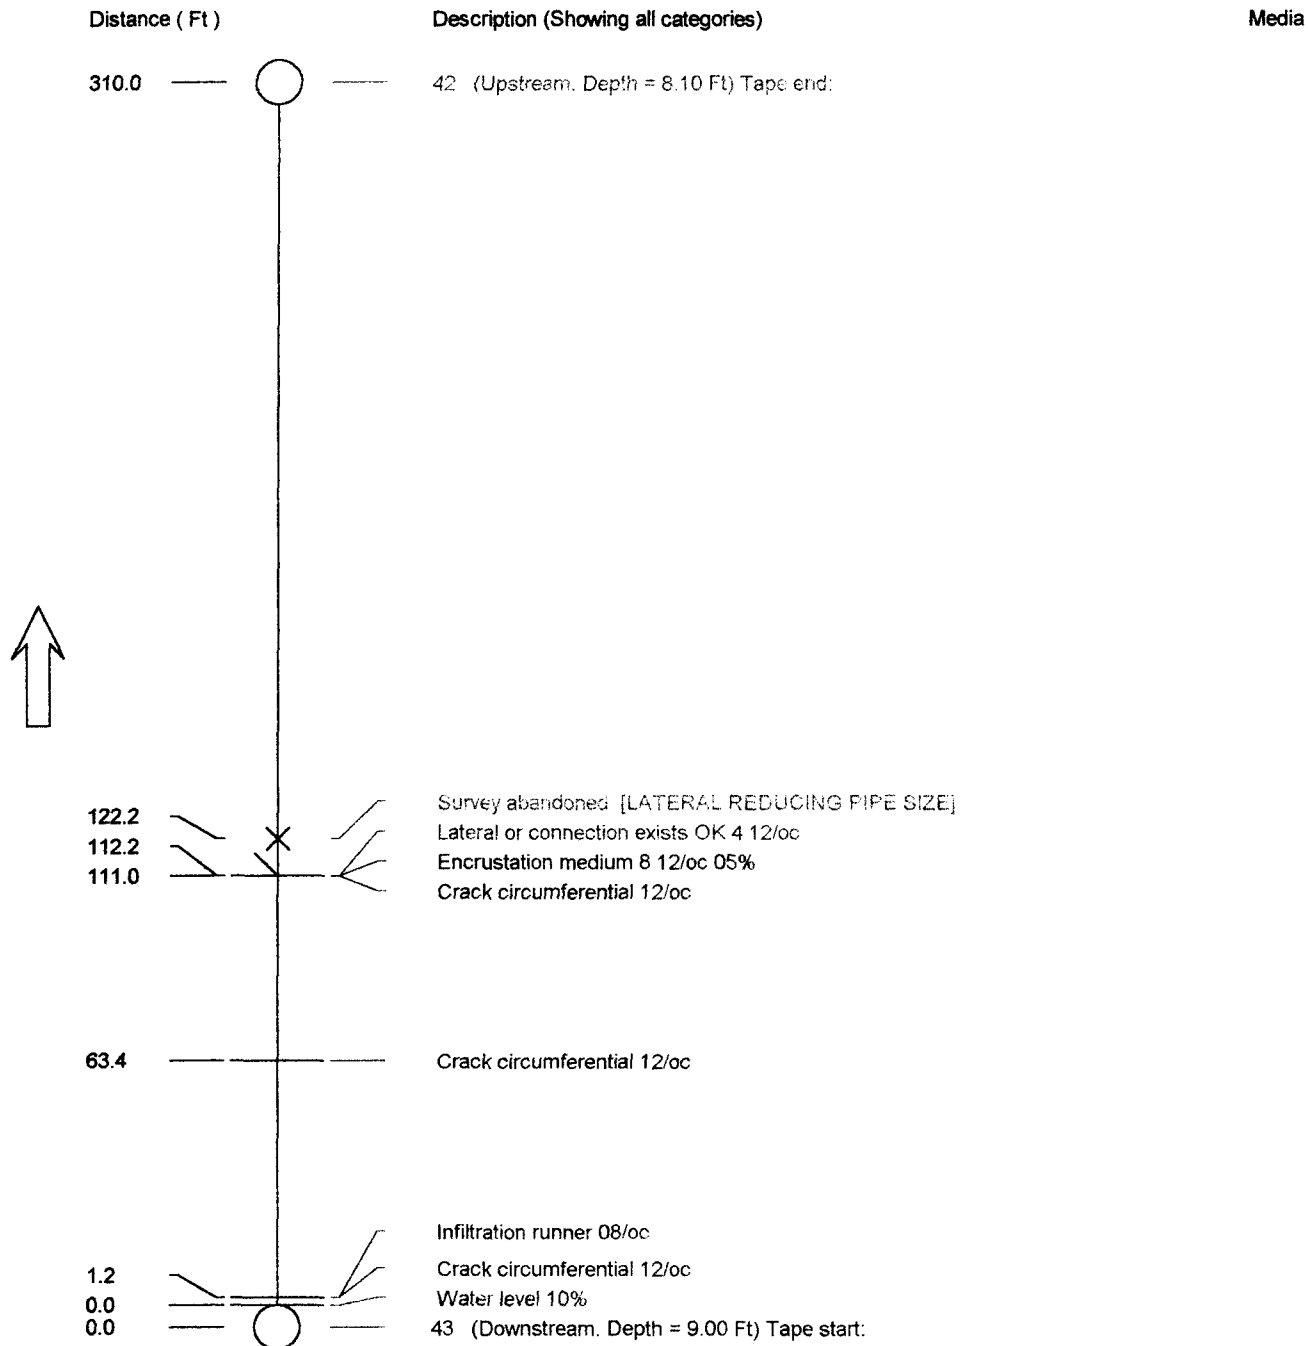 Distance ( Ft ) Description (Showing all categories) Media
310.0 42 (Upstream. Depth = 8.10 Ft) Tape end:
Survey abandoned [LATERAL REDUCING PIPE SIZE]
122.2
Lateral or connection exists OK 4 12/oc
112.2
Encrustation medium 8 12/oc 05%
111.0
Crack circumferential 12/oc
63.4 Crack circumferential 12/oc
Infiltration runner 08/oc
1.2 Crack circumferential 12/oc
0.0 Water level 10%
0.0 43 (Downstream. Depth = 9.00 Ft) Tape start: